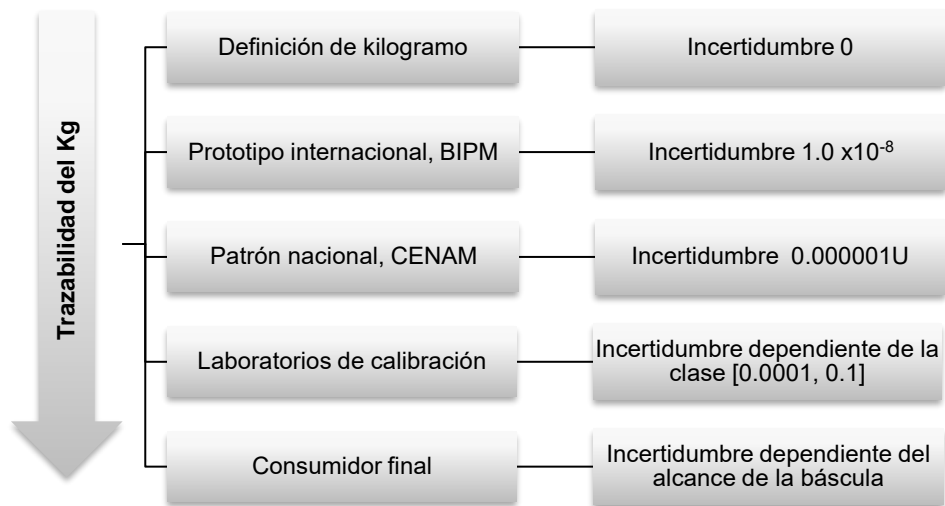 Trazabilidad del Kg
Definición de kilogramo
Incertidumbre 0
Prototipo internacional, BIPM
Incertidumbre 1.0 x10⁻⁸
Patrón nacional, CENAM
Incertidumbre 0.000001U
Laboratorios de calibración
Incertidumbre dependiente de la
clase [0.0001, 0.1]
Consumidor final
Incertidumbre dependiente del
alcance de la báscula